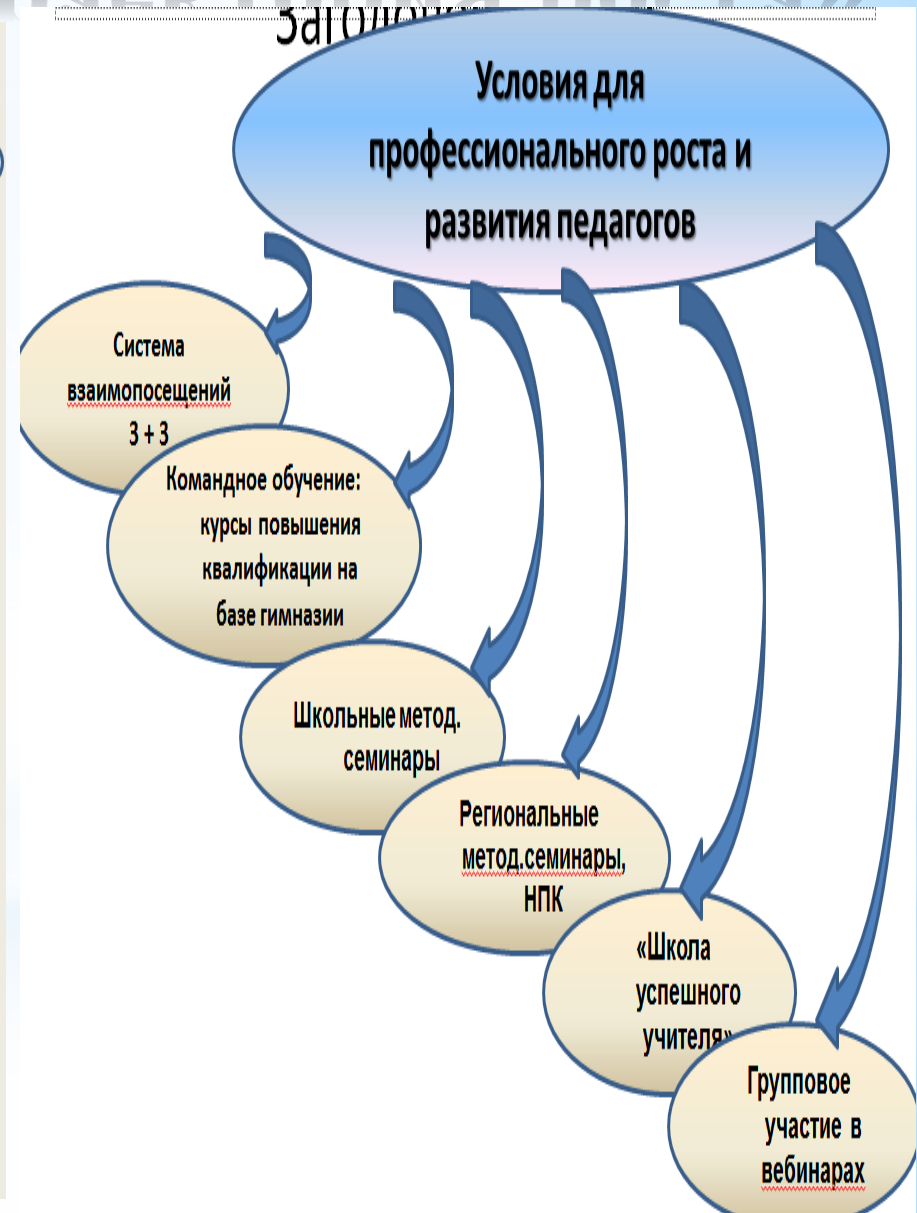 Условия для
профессионального роста и
развития педагогов
Система
взаимопосещений
3 + 3
Командное обучение:
курсы повышения
квалификации на
базе гимназии
Школьные метод.
семинары
Региональные
метод.семинары,
НПК
«Школа
успешного
учителя»
Групповое
участие в
вебинарах